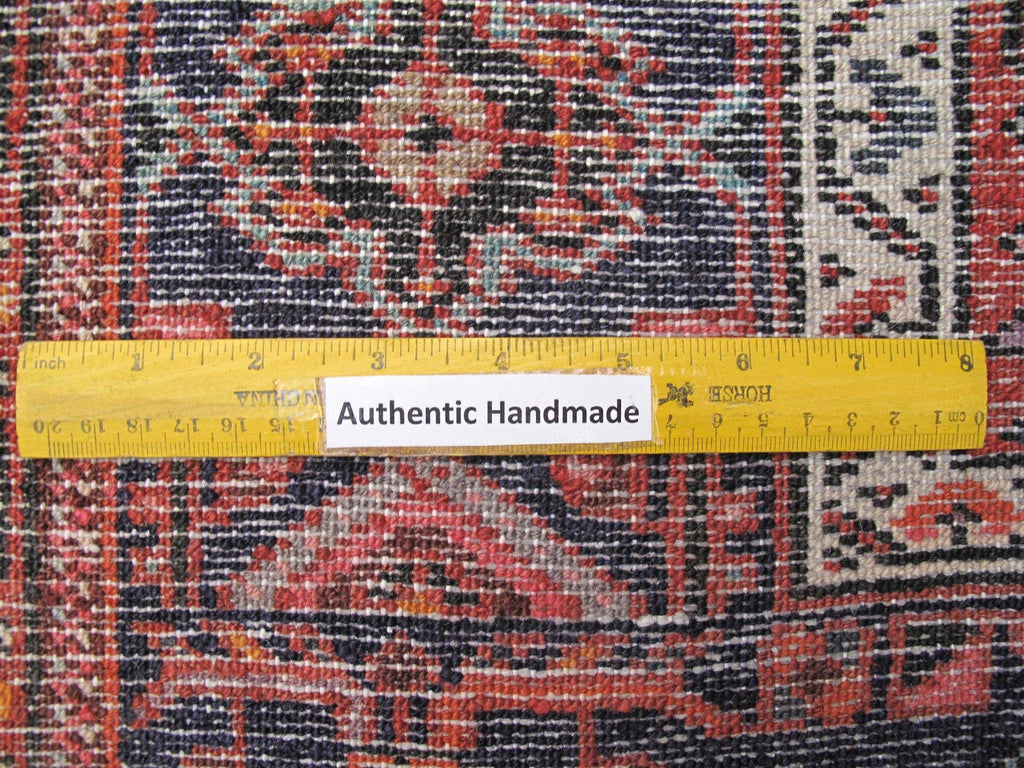 inch 1 2 3 4 5 6 7 8
HORSE CHINA
Authentic Handmade
20 19 18 17 16 15 7 6 5 4 3 2 1 cm 0